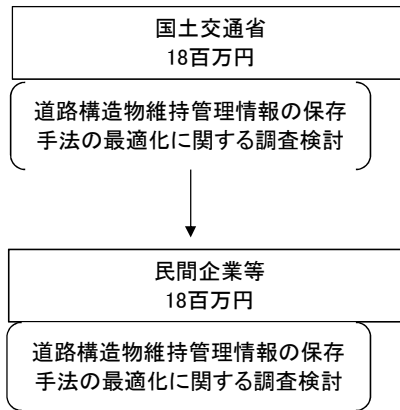 国土交通省
18百万円
道路構造物維持管理情報の保存
手法の最適化に関する調査検討
民間企業等
18百万円
道路構造物維持管理情報の保存
手法の最適化に関する調査検討